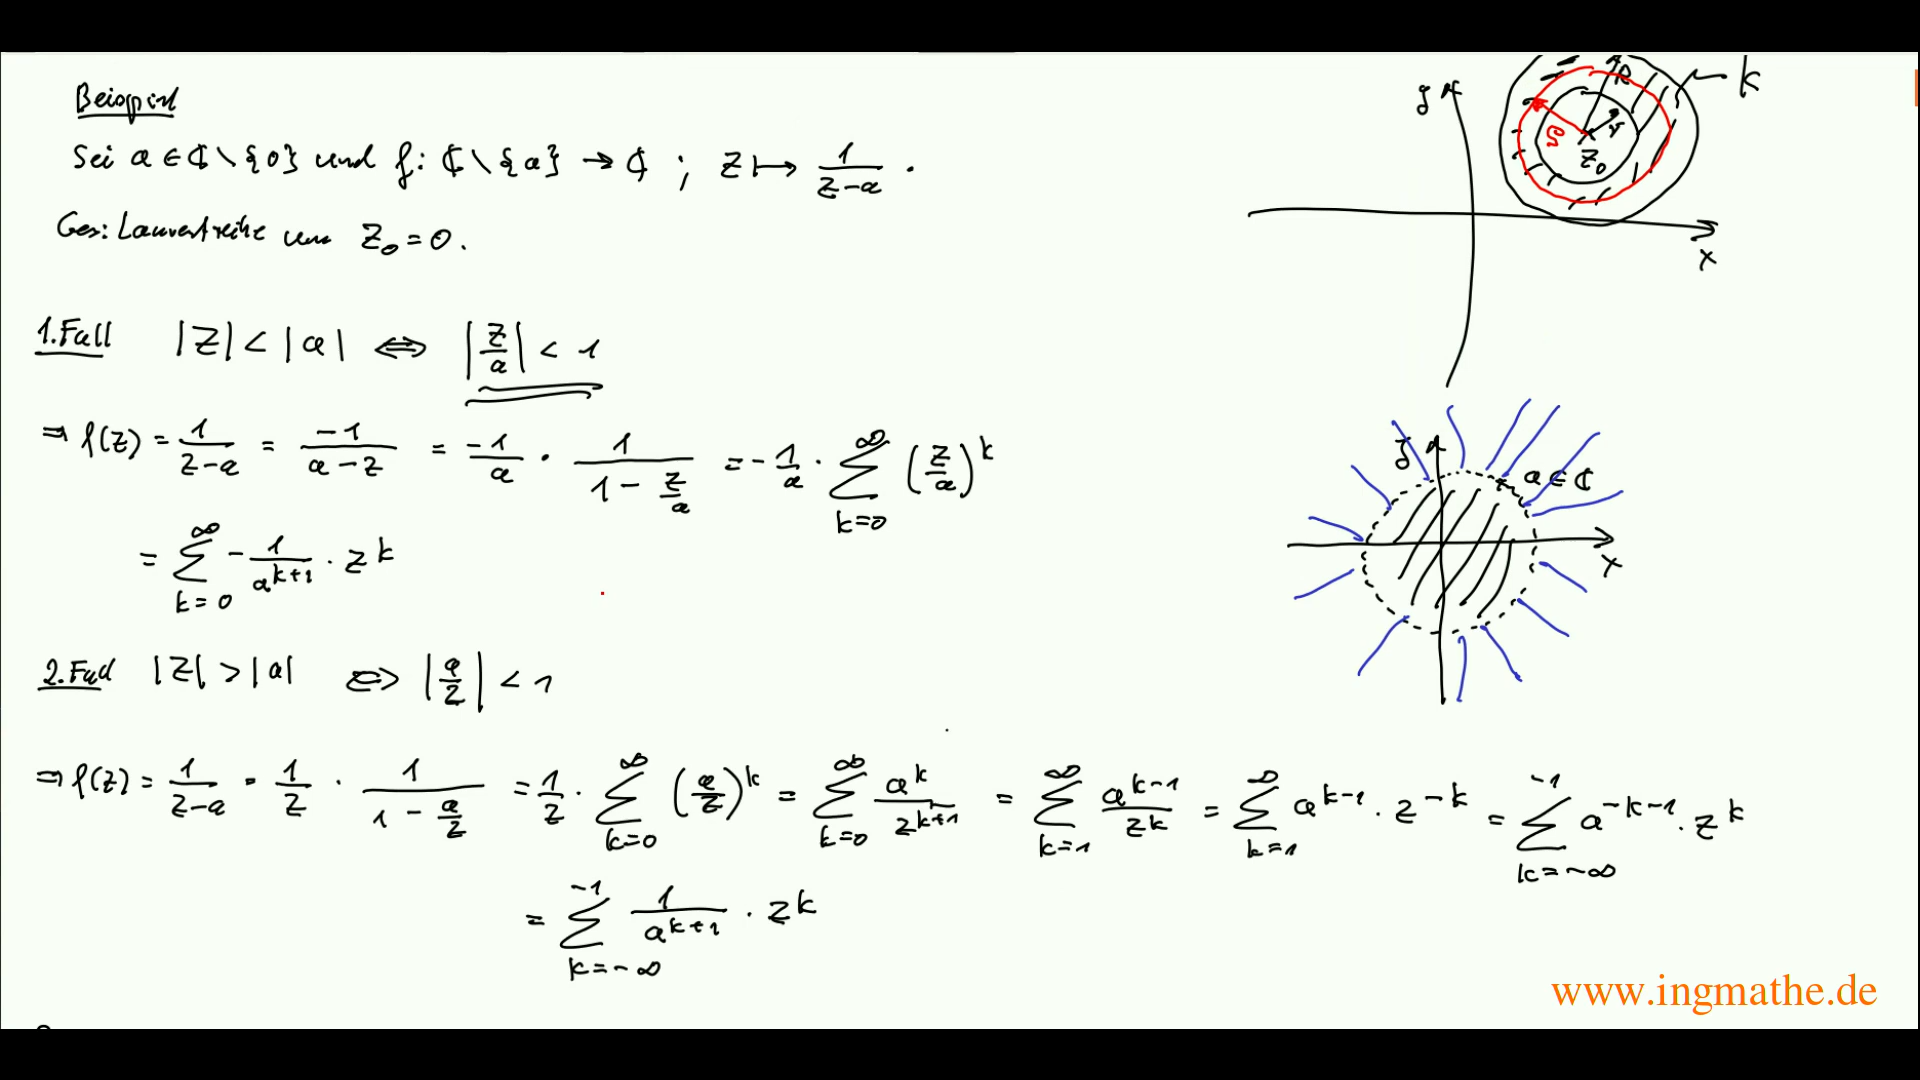 Beispiel
Sei a ∈ ℂ \ {0} und f: ℂ \ {a} → ℂ ; z ↦ 1/(z-a) .
Ges: Laurentreihe um z₀ = 0.
1. Fall |z| < |a| ⇔ |z/a| < 1
⇒ f(z) = 1/(z-a) = -1/(a-z) = -1/a · 1/(1 - z/a) = -1/a · ∑_{k=0}^{∞} (z/a)^k
= ∑_{k=0}^{∞} -1/a^{k+1} · z^k
2. Fall |z| > |a| ⇔ |a/z| < 1
⇒ f(z) = 1/(z-a) = 1/z · 1/(1 - a/z) = 1/z · ∑_{k=0}^{∞} (a/z)^k = ∑_{k=0}^{∞} a^k/z^{k+1} = ∑_{k=1}^{∞} a^{k-1}/z^k = ∑_{k=1}^{∞} a^{k-1} · z^{-k} = ∑_{k=-∞}^{-1} a^{-k-1} · z^k
= ∑_{k=-∞}^{-1} 1/a^{k+1} · z^k
y
R
r
z₀
K
x
y
a ∈ ℂ
x
www.ingmathe.de